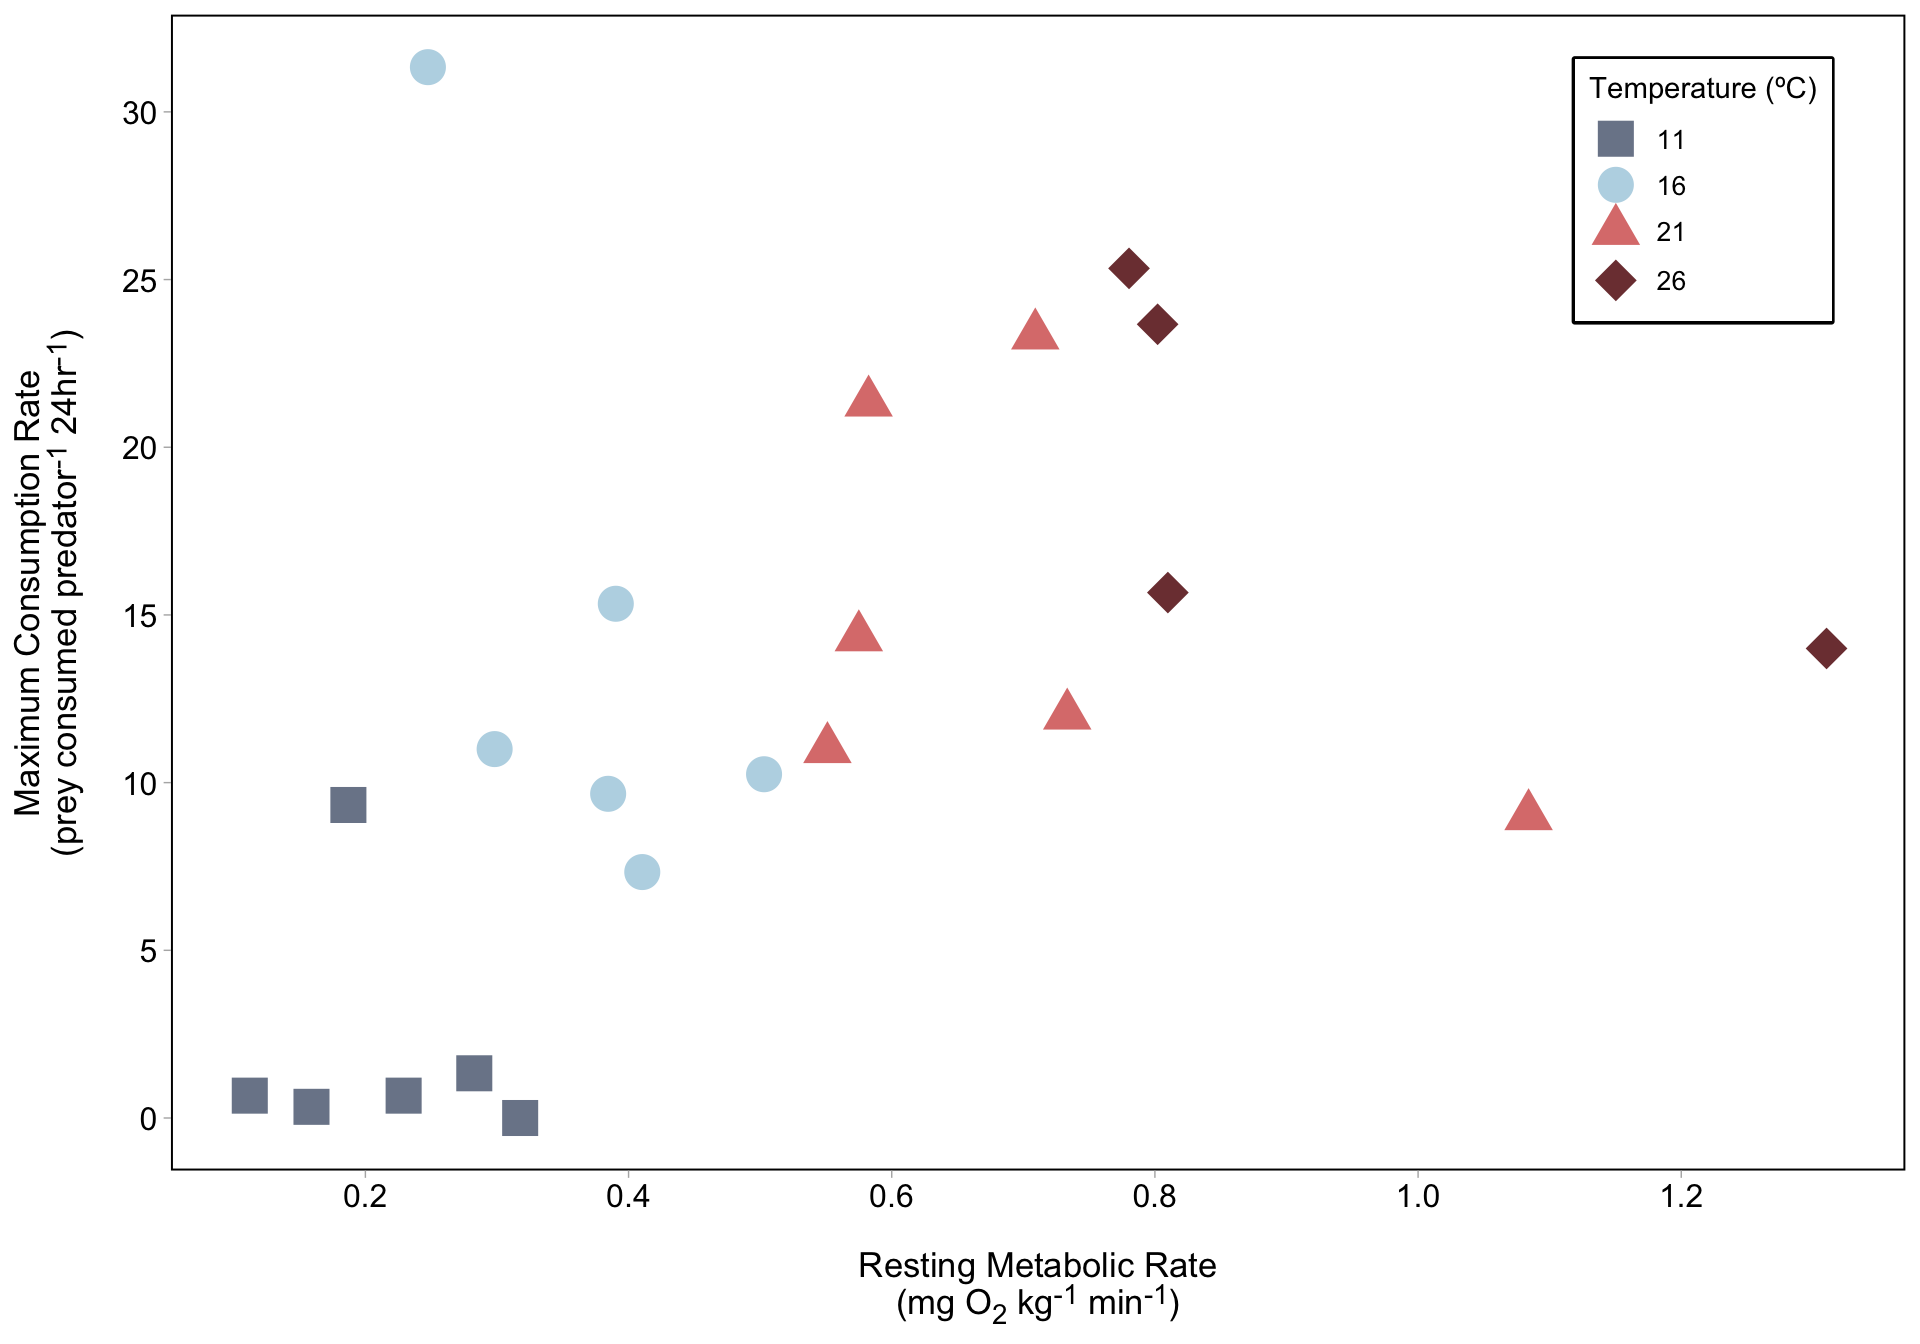 Temperature (ºC)
11
16
21
26
30
25
20
15
10
5
0
Maximum Consumption Rate
(prey consumed predator⁻¹ 24hr⁻¹)
0.2 0.4 0.6 0.8 1.0 1.2
Resting Metabolic Rate
(mg O₂ kg⁻¹ min⁻¹)